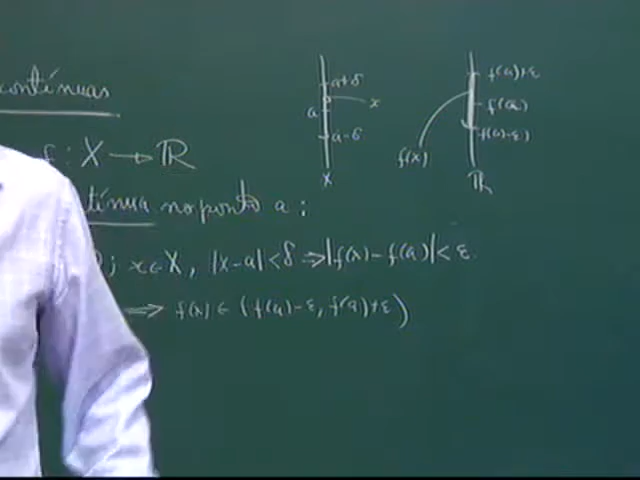 contínuas
f : X → R
tínua no ponto a :
; x ∈ X, |x-a| < δ ⇒ |f(x) - f(a)| < ε
⟹ f(x) ∈ (f(a)-ε, f(a)+ε)
a+δ
a
x
a-δ
X
f(a)+ε
f(a)
f(a)-ε
f(x)
R